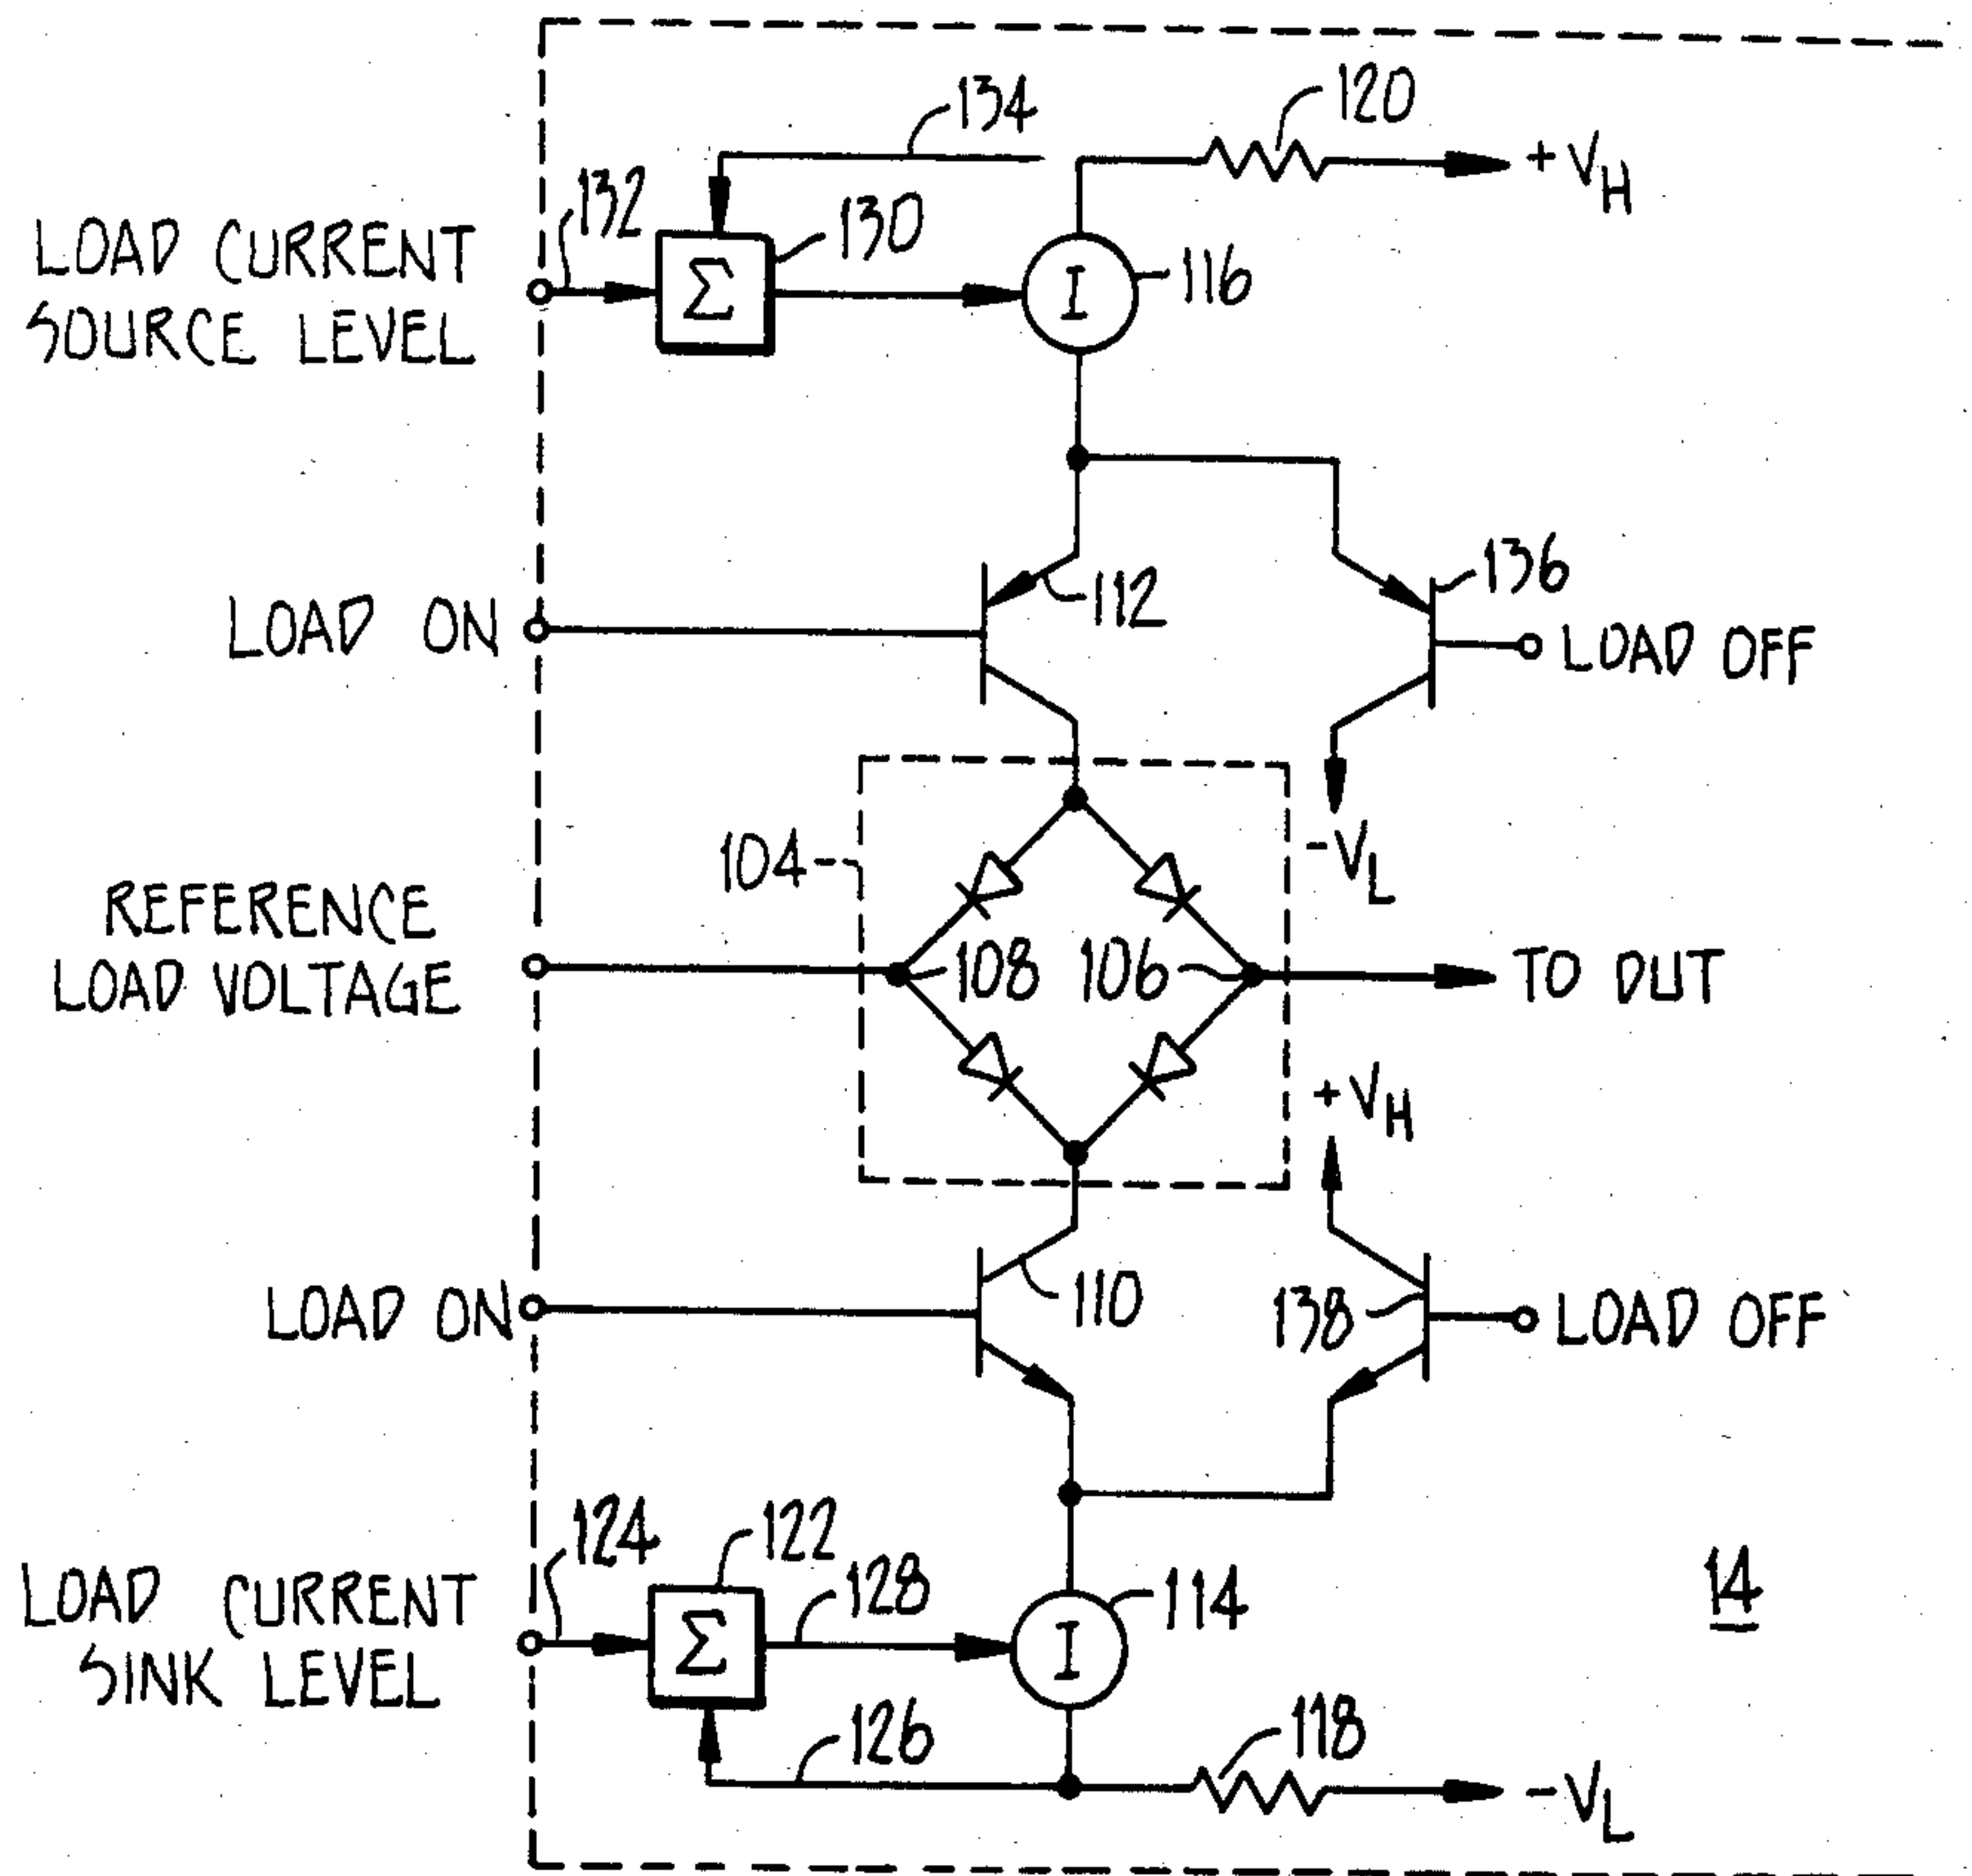 134
120
+ VH
132
130
LOAD CURRENT
SOURCE LEVEL
Σ
I
116
136
112
LOAD ON
LOAD OFF
104
-VL
REFERENCE
LOAD VOLTAGE
108
106
TO DUT
+ VH
LOAD ON
110
138
LOAD OFF
124
122
128
114
14
LOAD CURRENT
SINK LEVEL
Σ
I
126
118
-VL